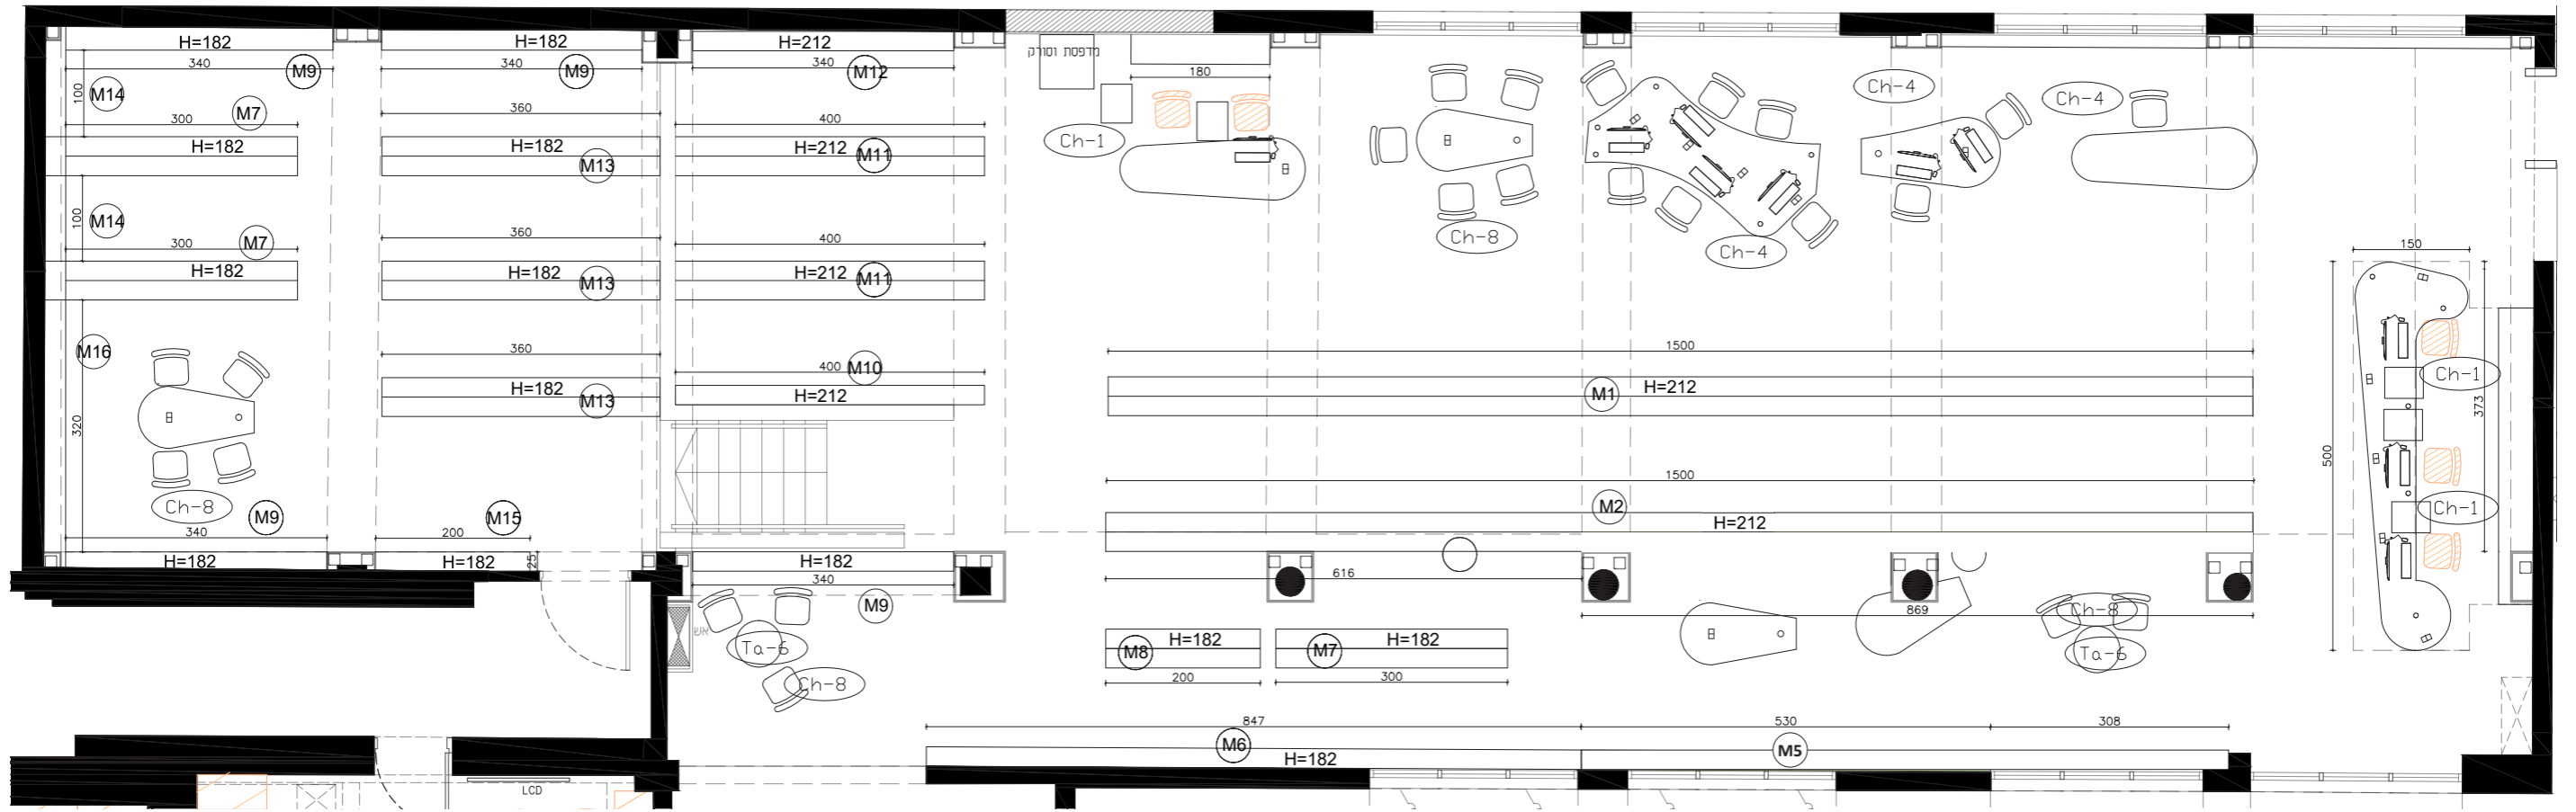 H=182
H=182
H=212
340
M9
340
M9
340
M12
מדפסת וסורק
180
Ch-4
Ch-4
M14
100
M7
360
300
400
Ch-1
H=182
H=182
H=212
M11
M13
M14
100
M7
360
300
400
Ch-8
Ch-4
H=182
H=182
H=212
M11
M13
150
M16
360
400
M10
1500
H=182
M13
H=212
M1
H=212
320
500
373
Ch-1
Ch-1
Ch-8
M9
M15
1500
M2
H=212
340
200
25
H=182
H=182
H=182
340
M9
616
869
אש
Ta-6
Ch-8
Ch-8
Ta-6
M8
H=182
M7
H=182
200
300
847
530
308
M6
H=182
M5
LCD